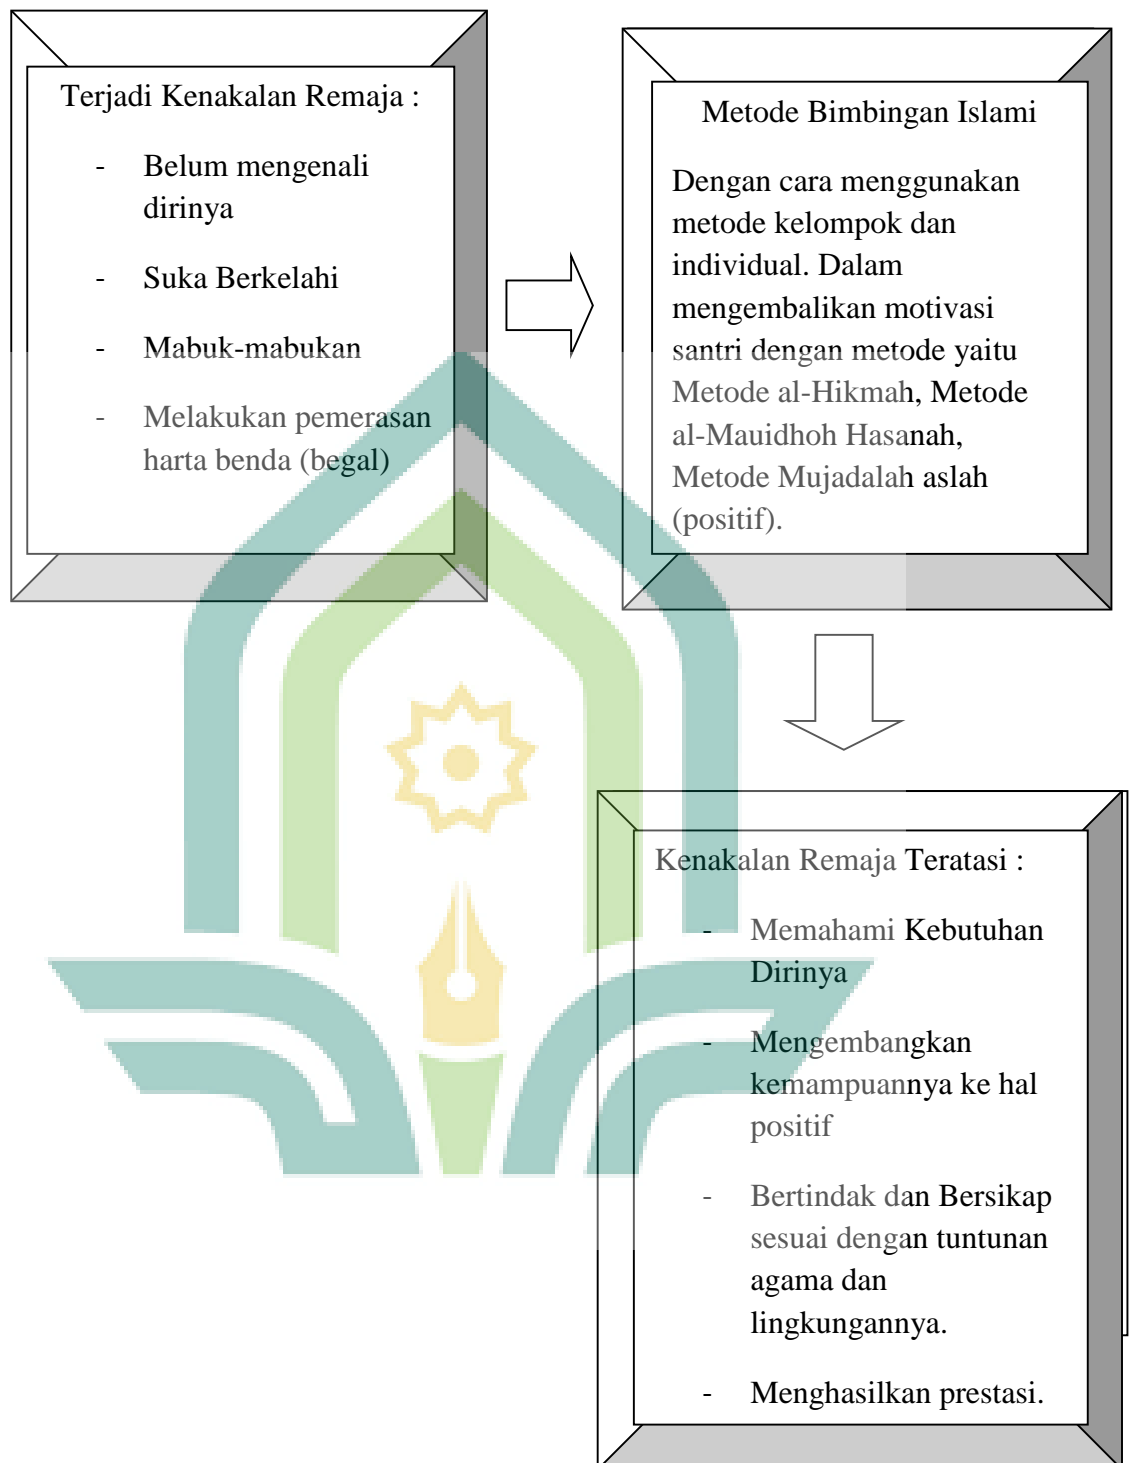 Terjadi Kenakalan Remaja :
- Belum mengenali
dirinya
- Suka Berkelahi
- Mabuk-mabukan
- Melakukan pemerasan
harta benda (begal)
Metode Bimbingan Islami
Dengan cara menggunakan
metode kelompok dan
individual. Dalam
mengembalikan motivasi
santri dengan metode yaitu
Metode al-Hikmah, Metode
al-Mauidhoh Hasanah,
Metode Mujadalah aslah
(positif).
Kenakalan Remaja Teratasi :
- Memahami Kebutuhan
Dirinya
- Mengembangkan
kemampuannya ke hal
positif
- Bertindak dan Bersikap
sesuai dengan tuntunan
agama dan
lingkungannya.
- Menghasilkan prestasi.